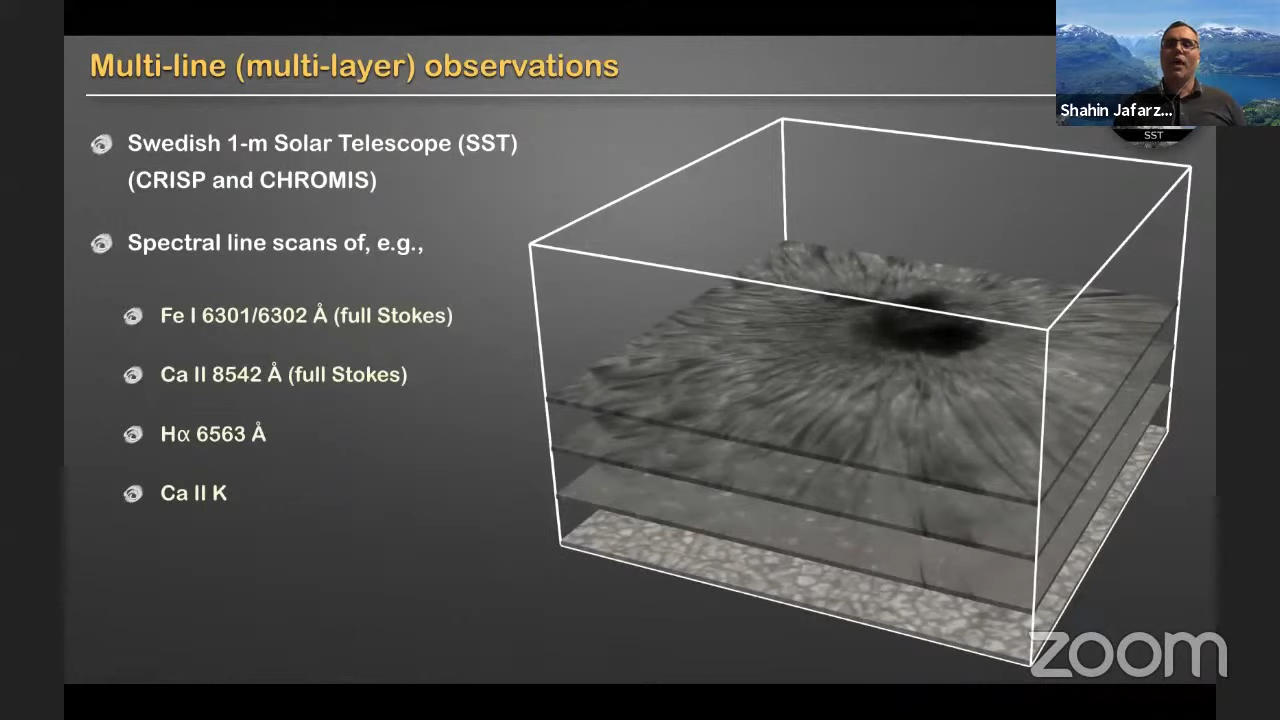 Multi-line (multi-layer) observations
Shahin Jafarz...
SST
Swedish 1-m Solar Telescope (SST)
(CRISP and CHROMIS)
Spectral line scans of, e.g.,
Fe I 6301/6302 Å (full Stokes)
Ca II 8542 Å (full Stokes)
Hα 6563 Å
Ca II K
zoom